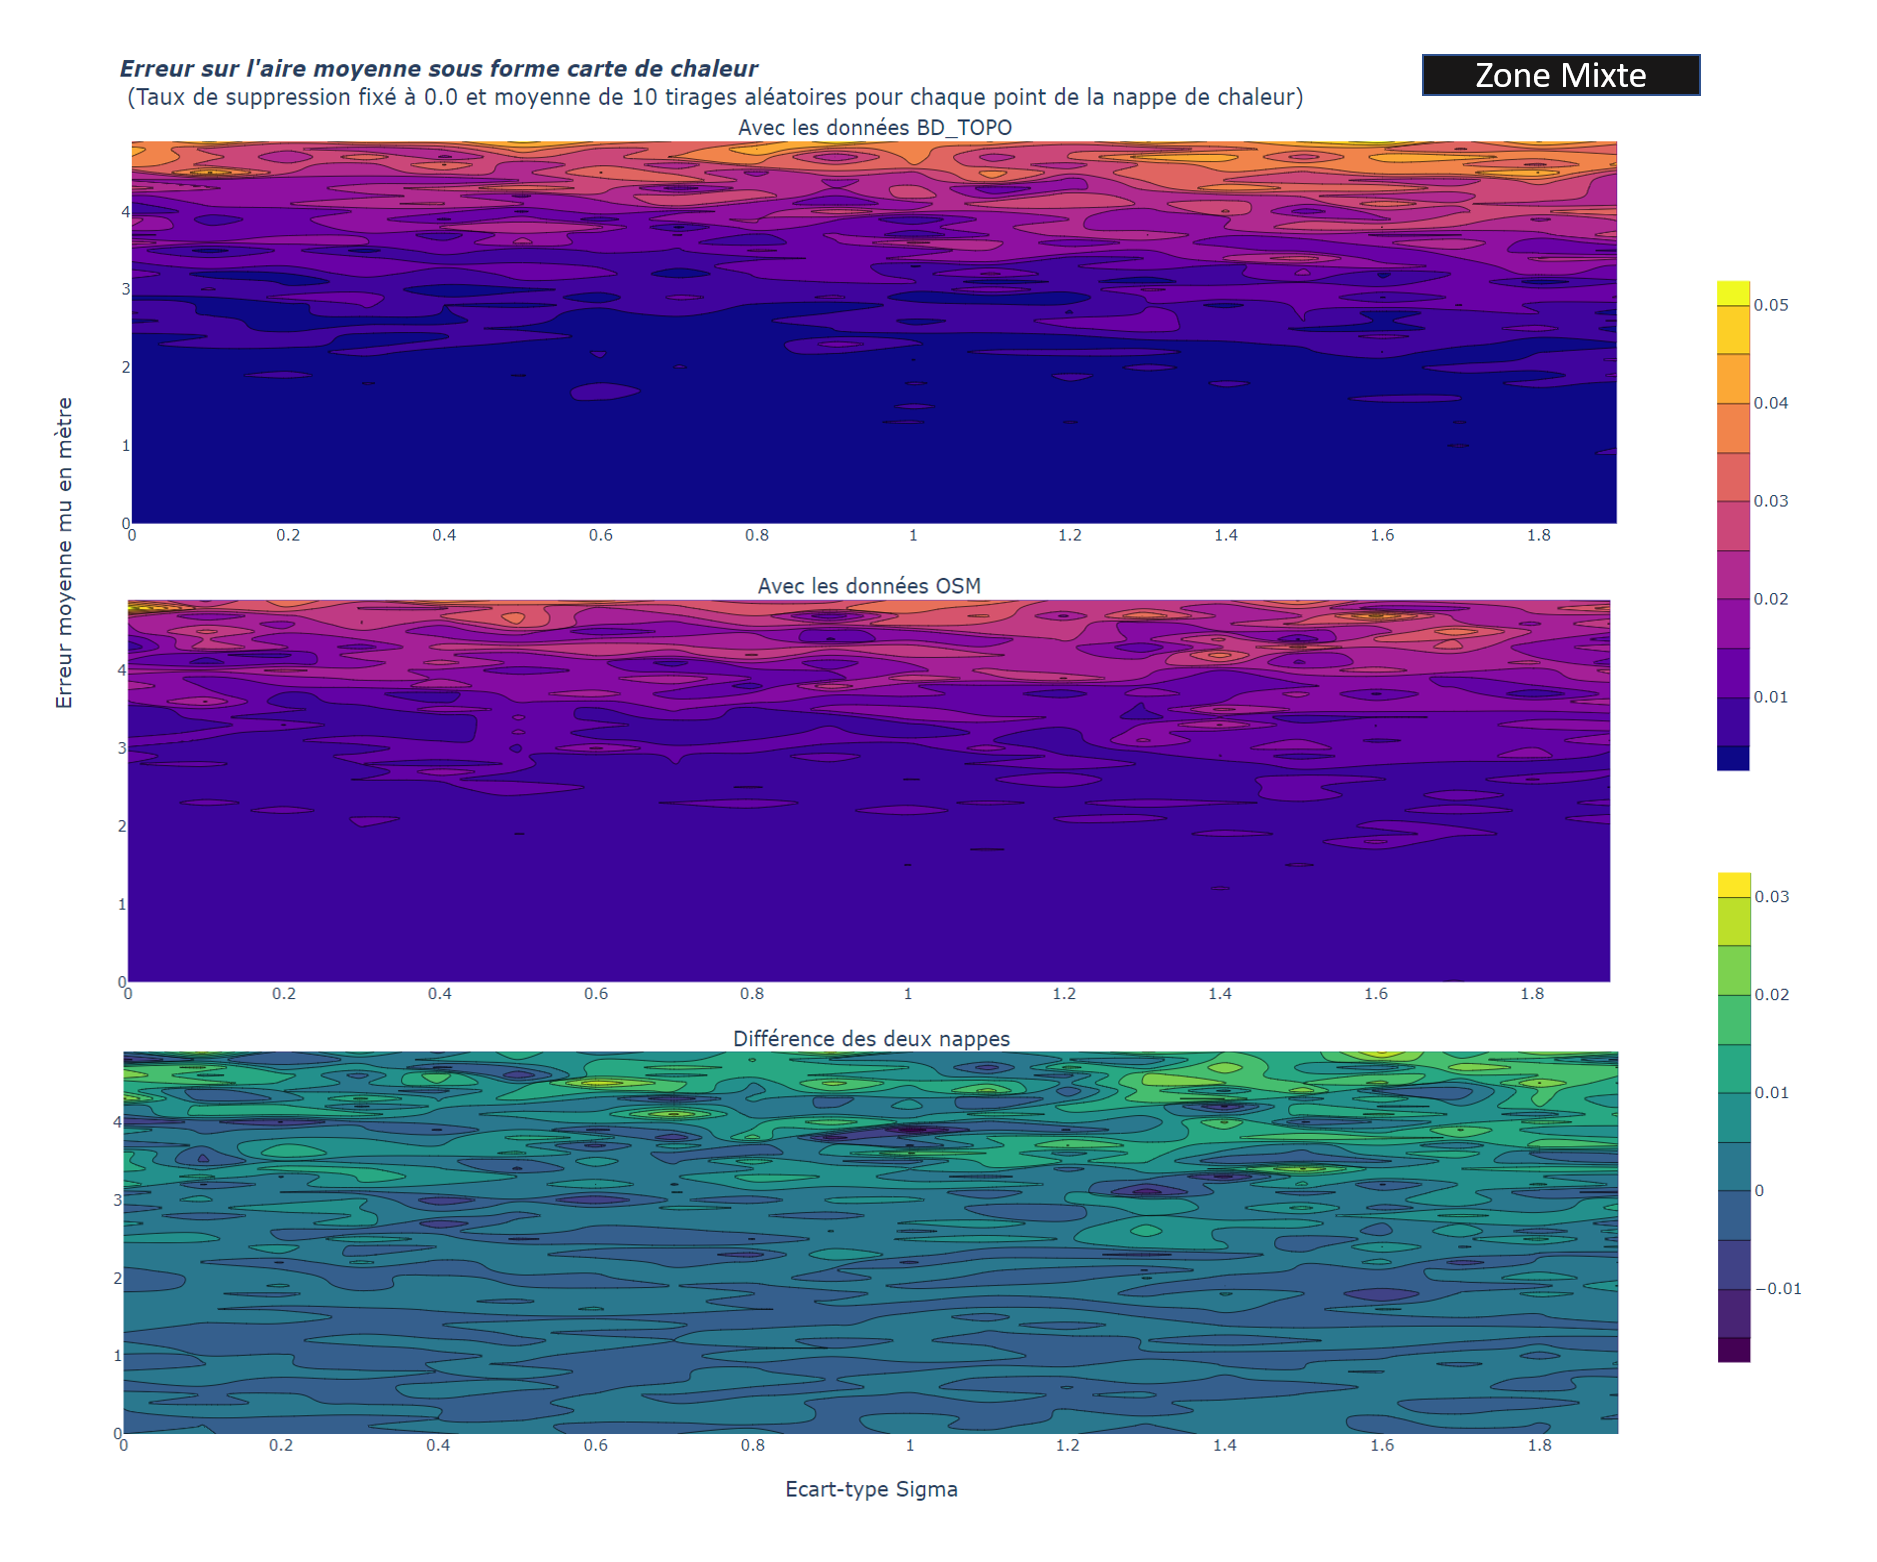 Erreur sur l'aire moyenne sous forme carte de chaleur
(Taux de suppression fixé à 0.0 et moyenne de 10 tirages aléatoires pour chaque point de la nappe de chaleur)
Zone Mixte
Avec les données BD_TOPO
4
3
2
1
0
0 0.2 0.4 0.6 0.8 1 1.2 1.4 1.6 1.8
Erreur moyenne mu en mètre
Avec les données OSM
4
3
2
1
0
0 0.2 0.4 0.6 0.8 1 1.2 1.4 1.6 1.8
0.05
0.04
0.03
0.02
0.01
Différence des deux nappes
4
3
2
1
0
0 0.2 0.4 0.6 0.8 1 1.2 1.4 1.6 1.8
0.03
0.02
0.01
0
−0.01
Ecart-type Sigma